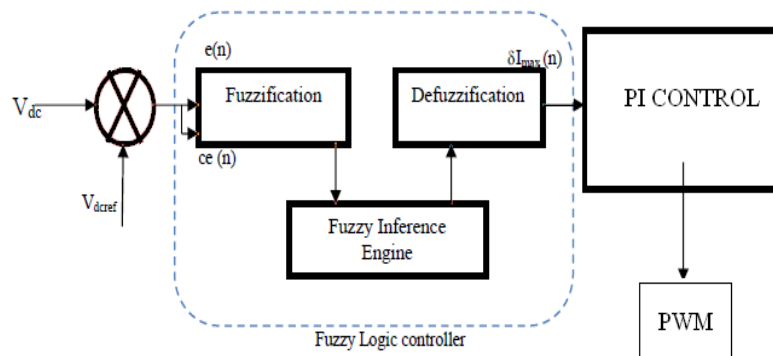 e(n)
δImax (n)
Fuzzification
Defuzzification
PI CONTROL
Vdc
ce (n)
Vdcref
Fuzzy Inference
Engine
PWM
Fuzzy Logic controller